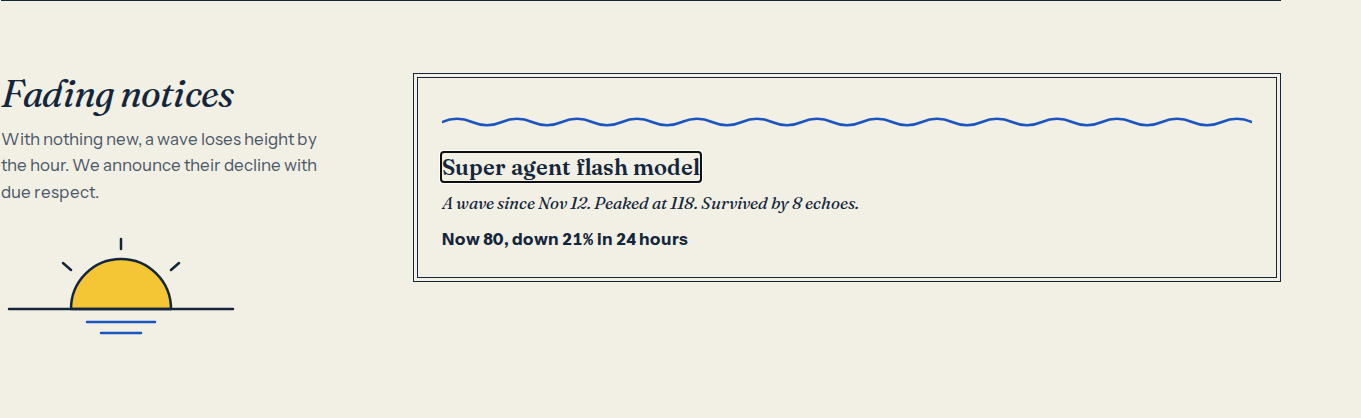 Fading notices
With nothing new, a wave loses height by
the hour. We announce their decline with
due respect.
Super agent flash model
A wave since Nov 12. Peaked at 118. Survived by 8 echoes.
Now 80, down 21% in 24 hours